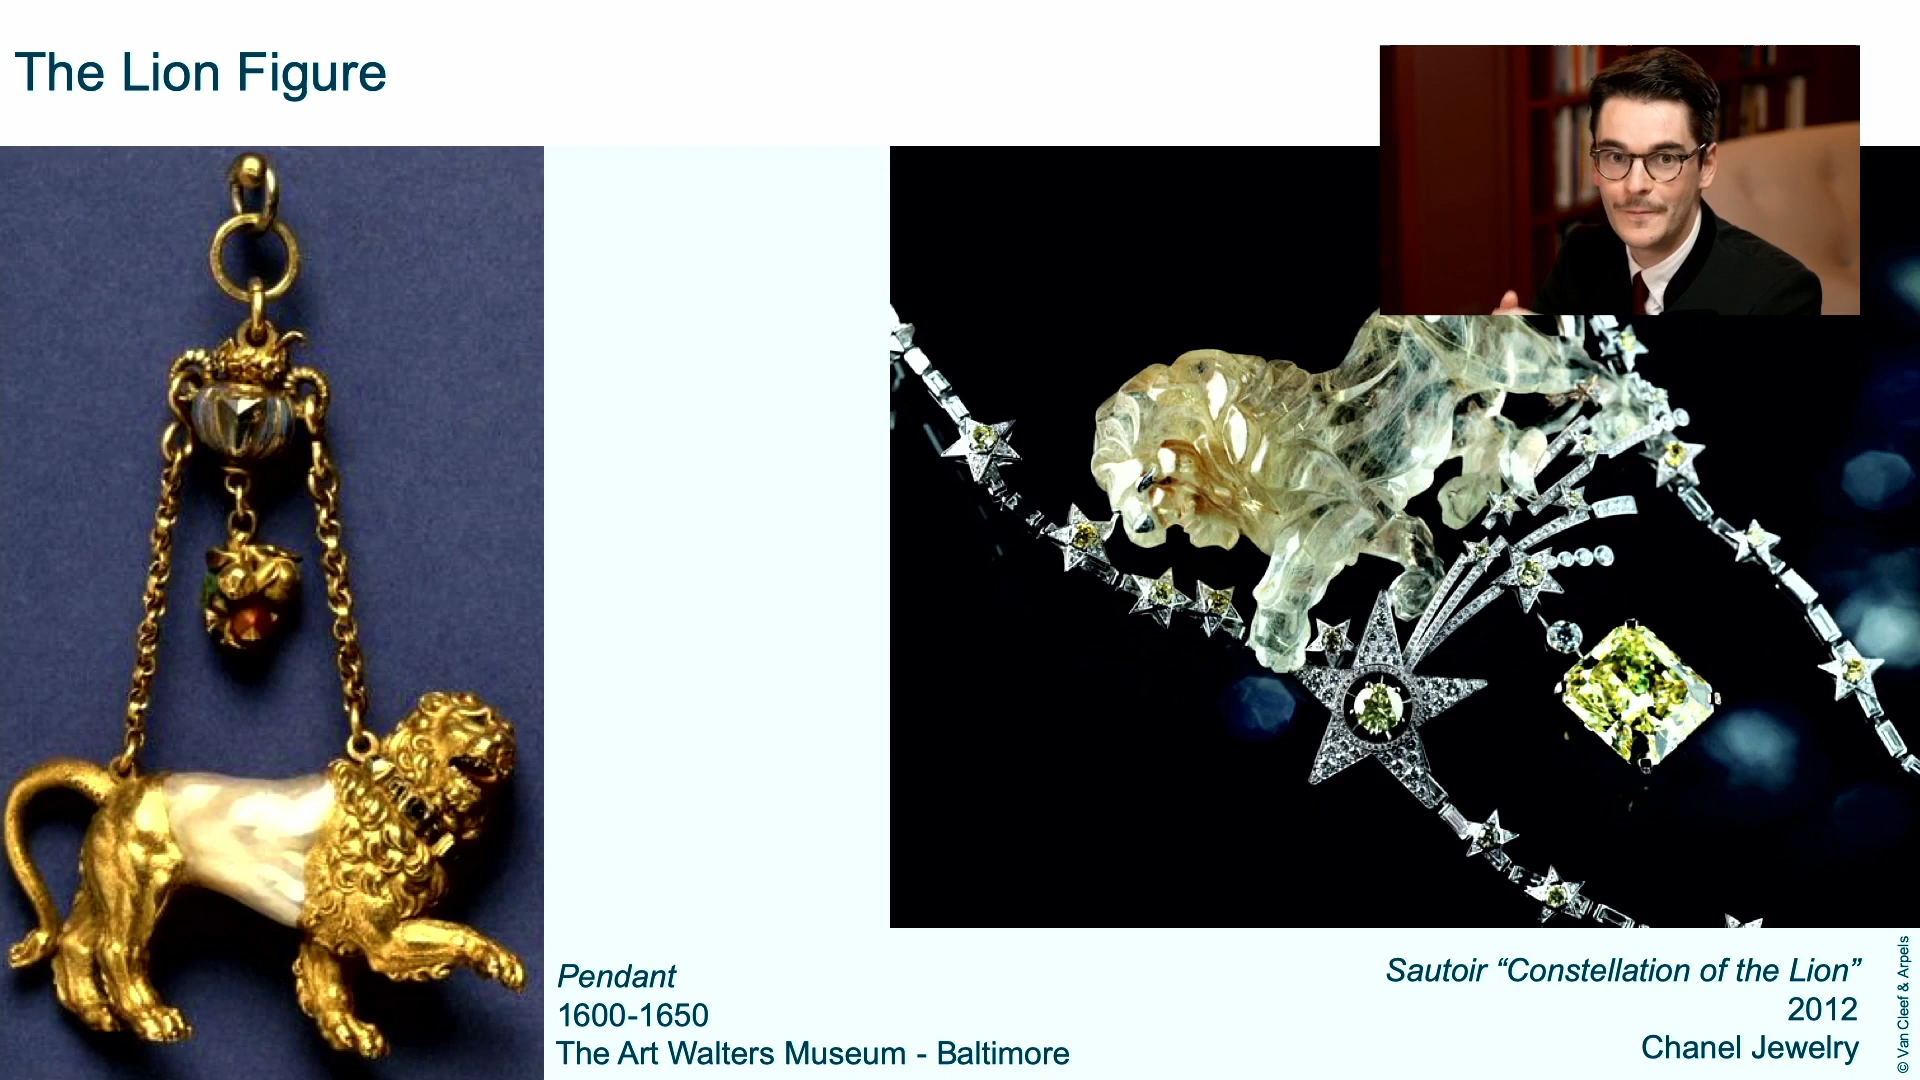 The Lion Figure
Pendant
1600-1650
The Art Walters Museum - Baltimore
Sautoir “Constellation of the Lion”
2012
Chanel Jewelry
© Van Cleef & Arpels